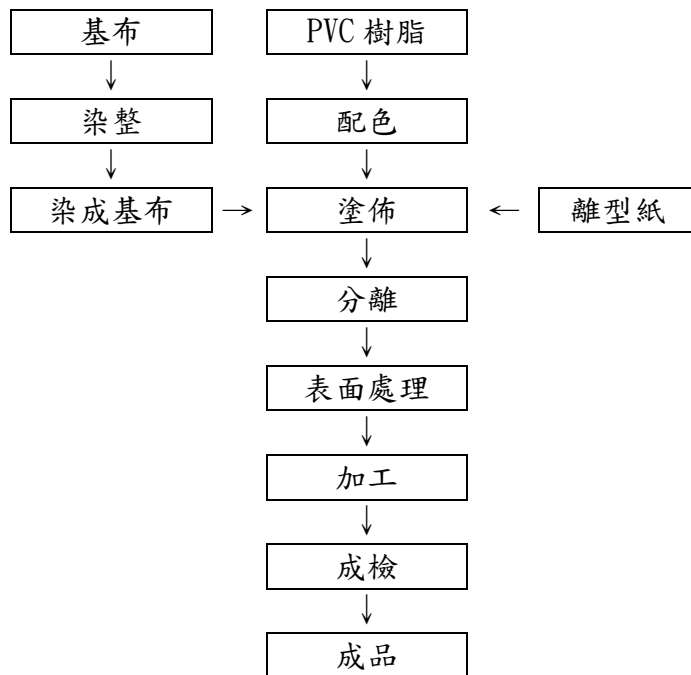 基布 PVC 樹脂
↓ ↓
染整 配色
↓ ↓
染成基布 → 塗佈 ← 離型紙
↓
分離
↓
表面處理
↓
加工
↓
成檢
↓
成品